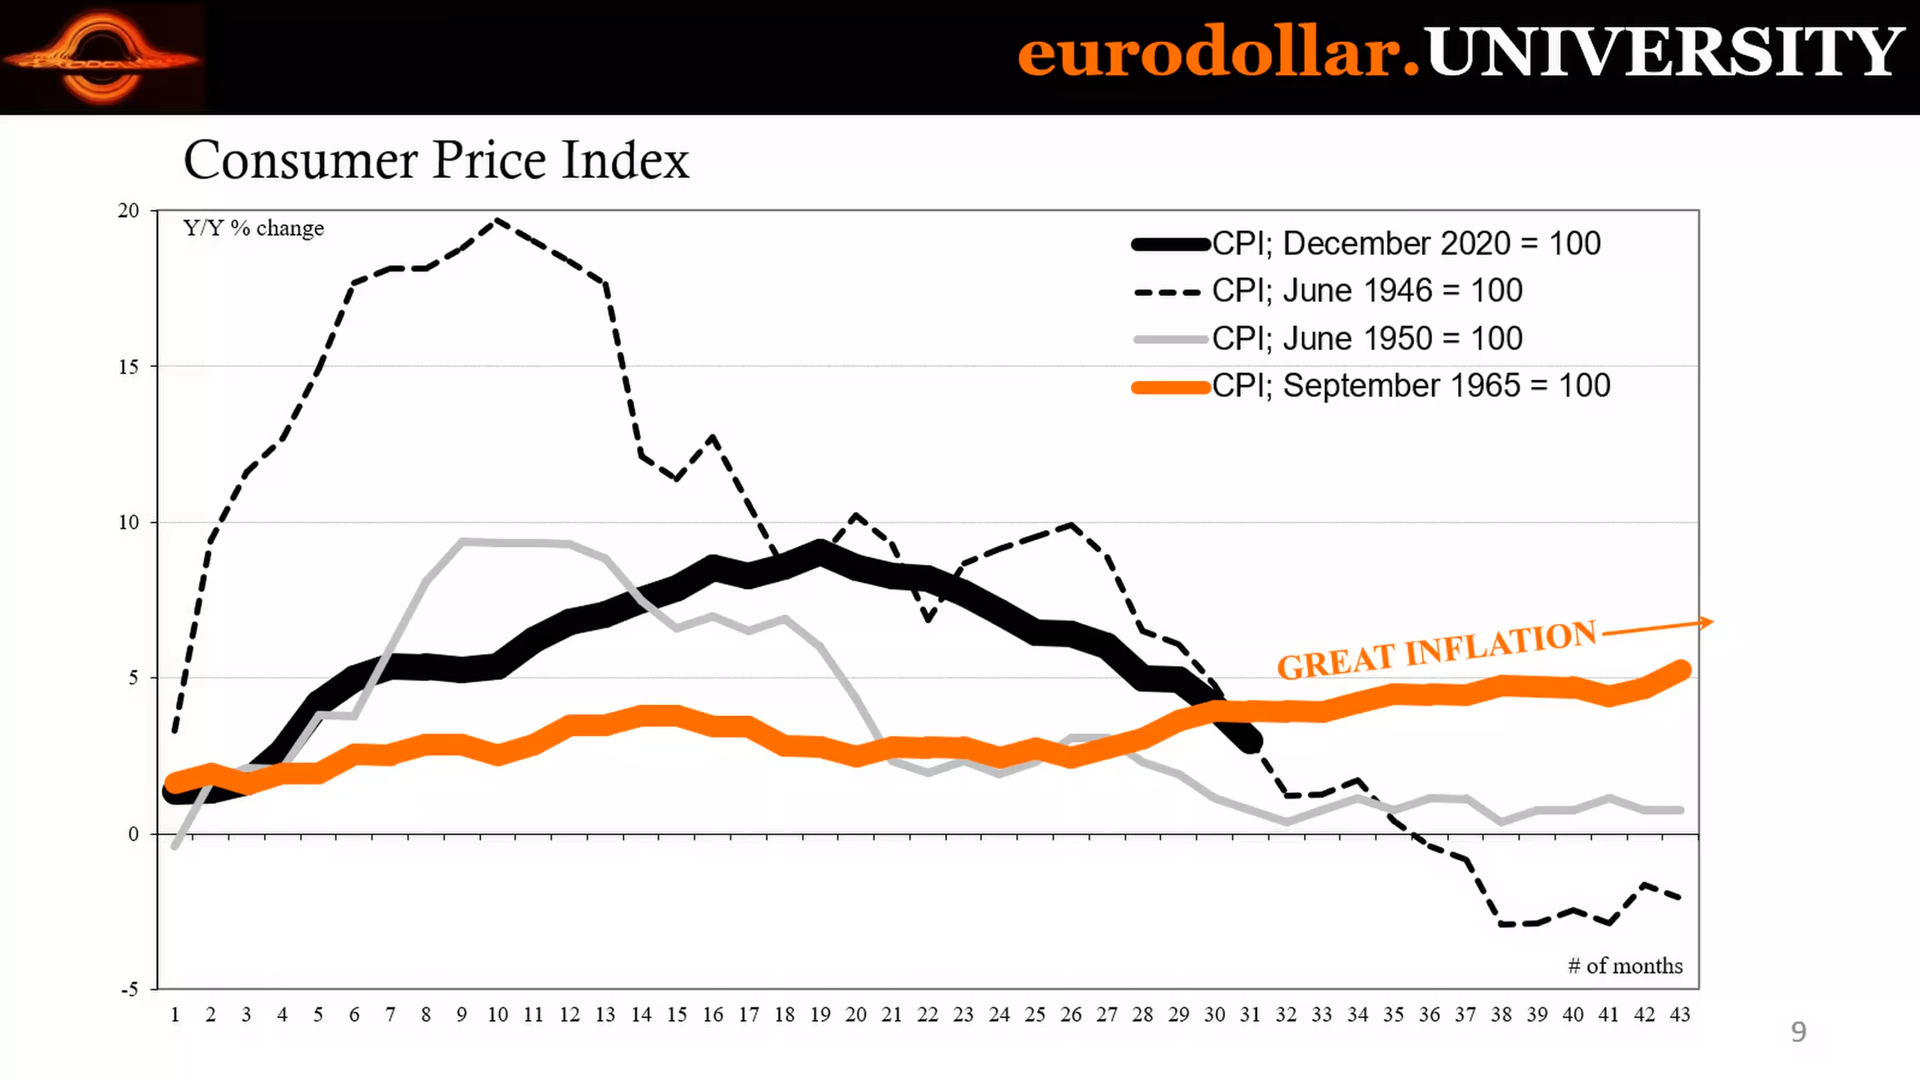 eurodollar.UNIVERSITY
Consumer Price Index
Y/Y % change
CPI; December 2020 = 100
CPI; June 1946 = 100
CPI; June 1950 = 100
CPI; September 1965 = 100
20
15
10
5
0
-5
GREAT INFLATION
# of months
1 2 3 4 5 6 7 8 9 10 11 12 13 14 15 16 17 18 19 20 21 22 23 24 25 26 27 28 29 30 31 32 33 34 35 36 37 38 39 40 41 42 43
9